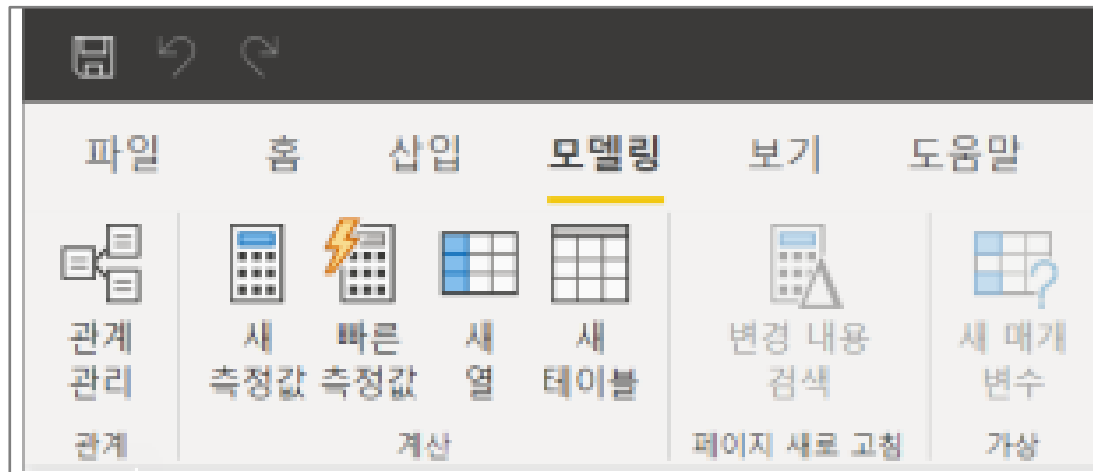 파일 홈 삽입 모델링 보기 도움말
관계 관리
새 측정값
빠른 측정값
새 열
새 테이블
변경 내용 검색
새 매개 변수
관계 계산 페이지 새로 고침 가상